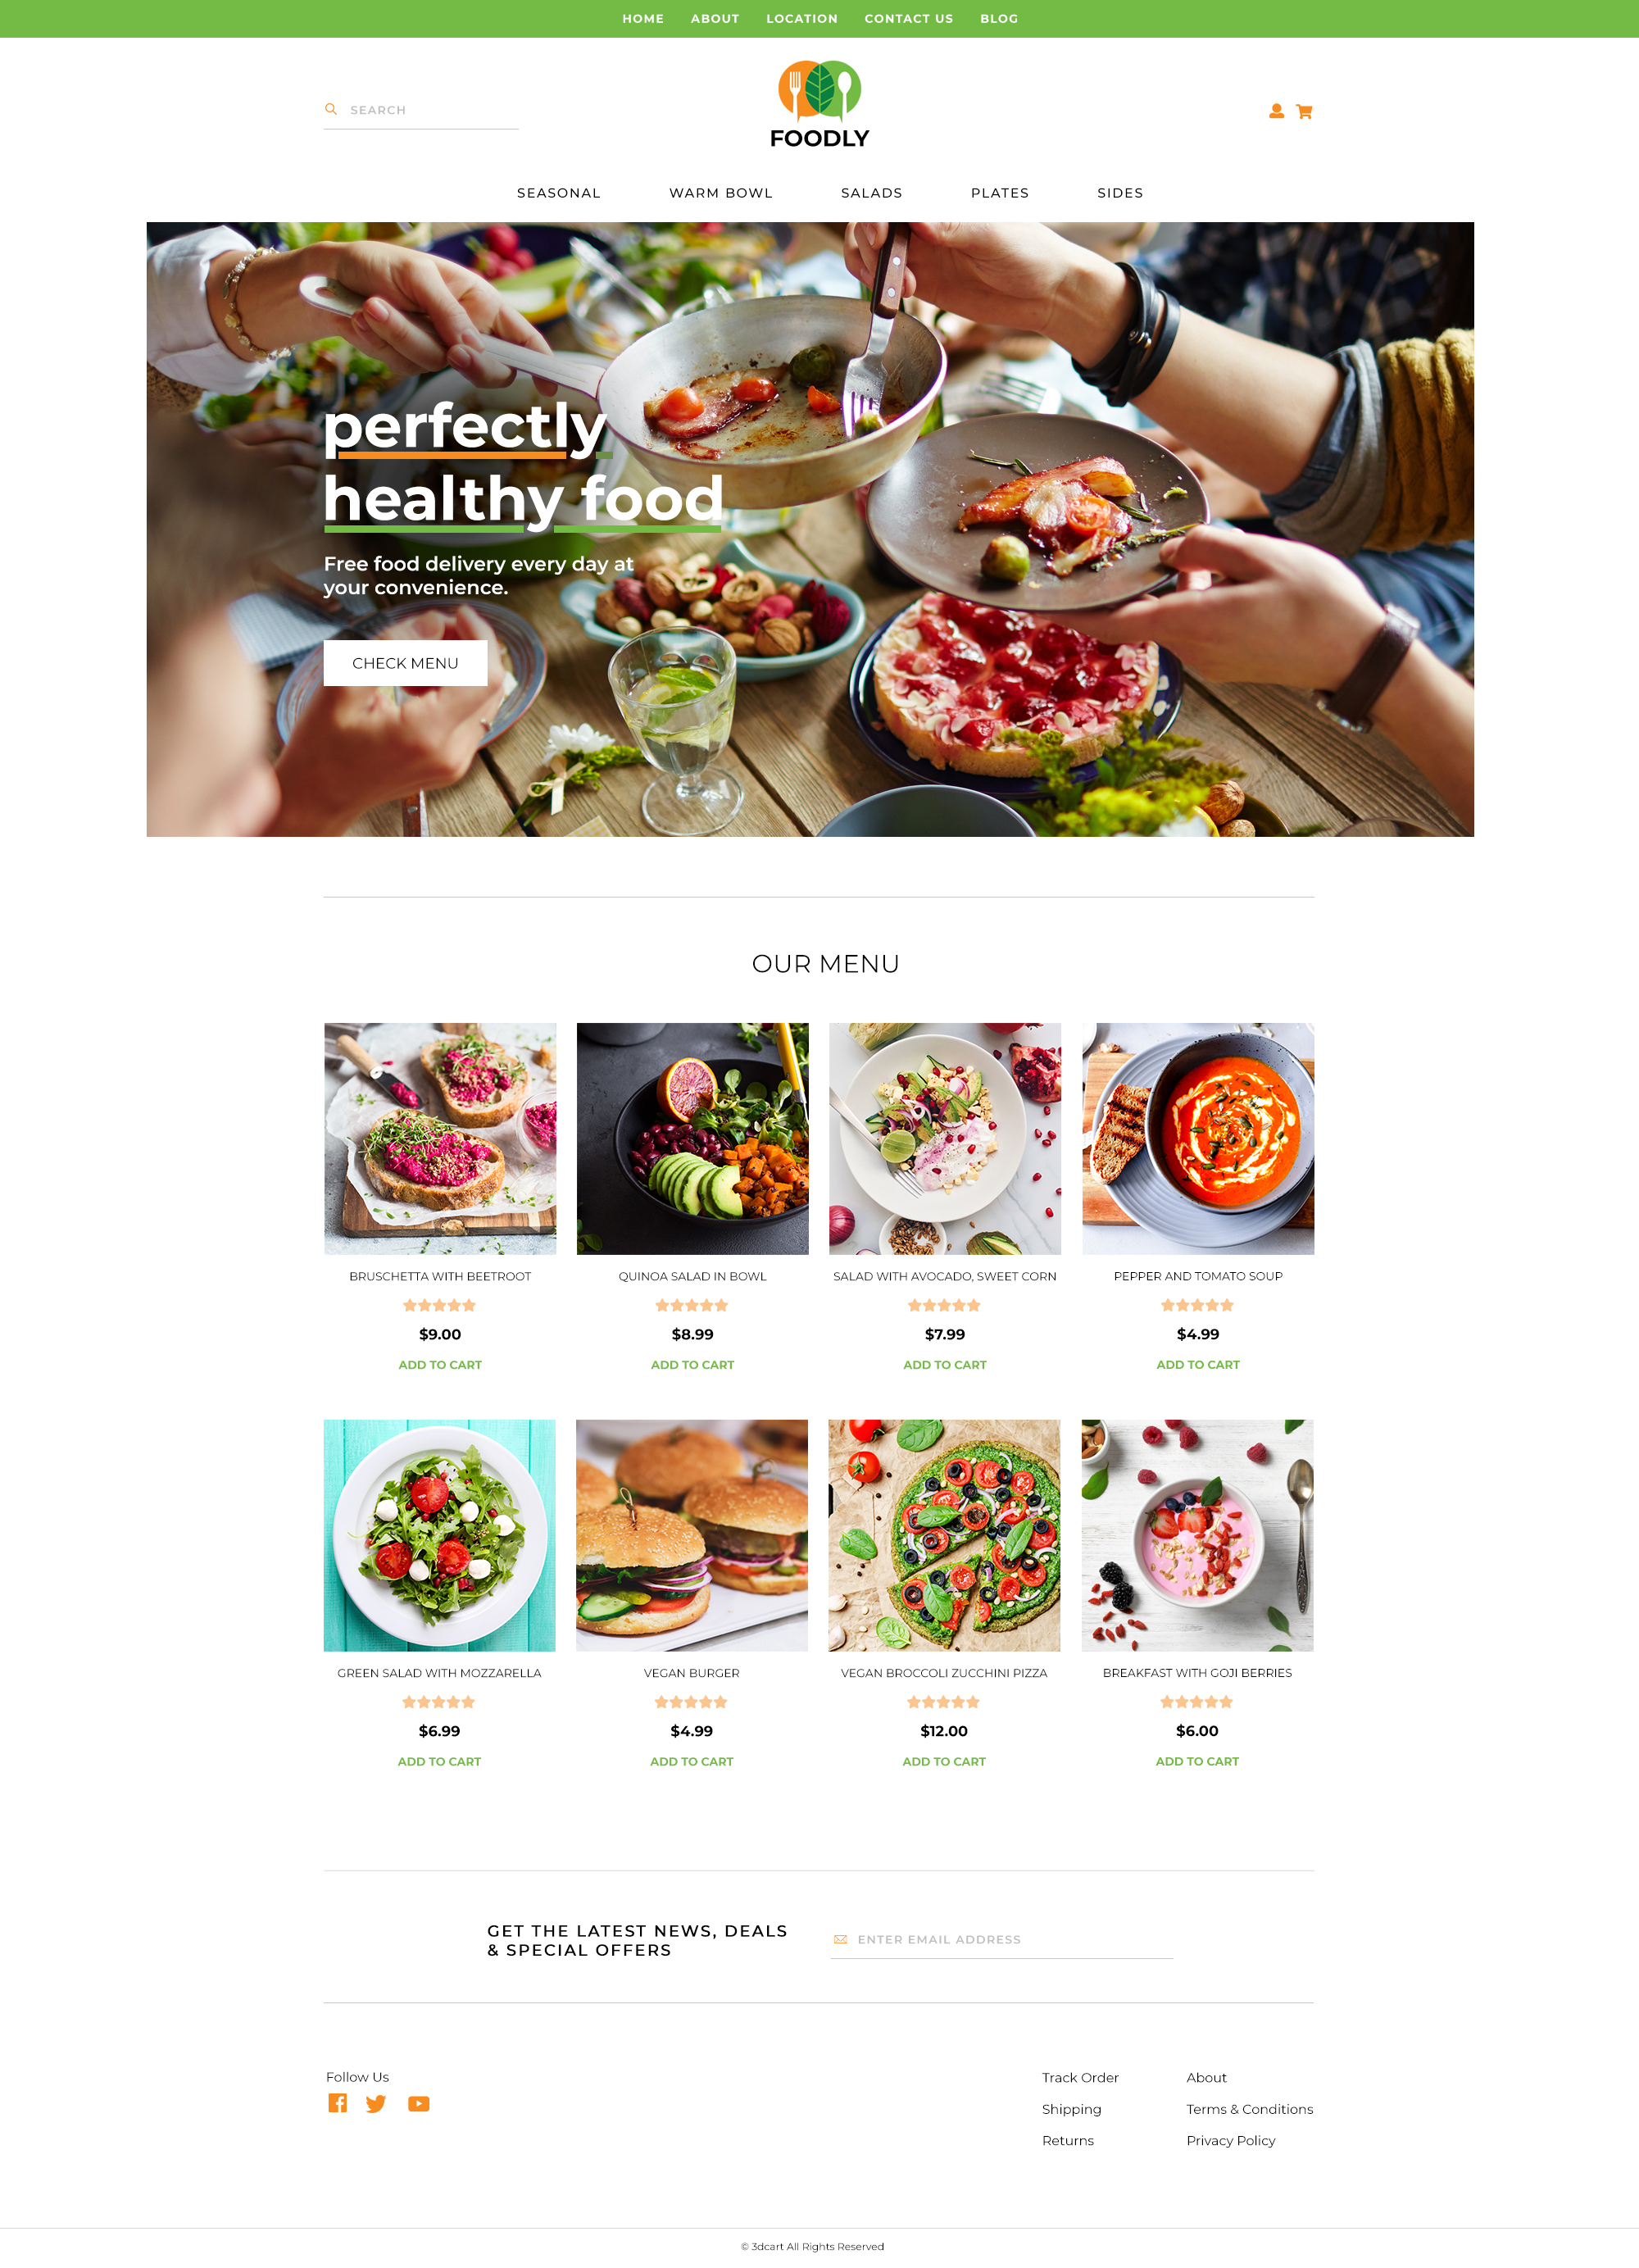 HOME ABOUT LOCATION CONTACT US BLOG
SEARCH
FOODLY
SEASONAL WARM BOWL SALADS PLATES SIDES
perfectly
healthy food
Free food delivery every day at
your convenience.
CHECK MENU
OUR MENU
BRUSCHETTA WITH BEETROOT
$9.00
ADD TO CART
QUINOA SALAD IN BOWL
$8.99
ADD TO CART
SALAD WITH AVOCADO, SWEET CORN
$7.99
ADD TO CART
PEPPER AND TOMATO SOUP
$4.99
ADD TO CART
GREEN SALAD WITH MOZZARELLA
$6.99
ADD TO CART
VEGAN BURGER
$4.99
ADD TO CART
VEGAN BROCCOLI ZUCCHINI PIZZA
$12.00
ADD TO CART
BREAKFAST WITH GOJI BERRIES
$6.00
ADD TO CART
GET THE LATEST NEWS, DEALS
& SPECIAL OFFERS
ENTER EMAIL ADDRESS
Follow Us
Track Order
Shipping
Returns
About
Terms & Conditions
Privacy Policy
© 3dcart All Rights Reserved